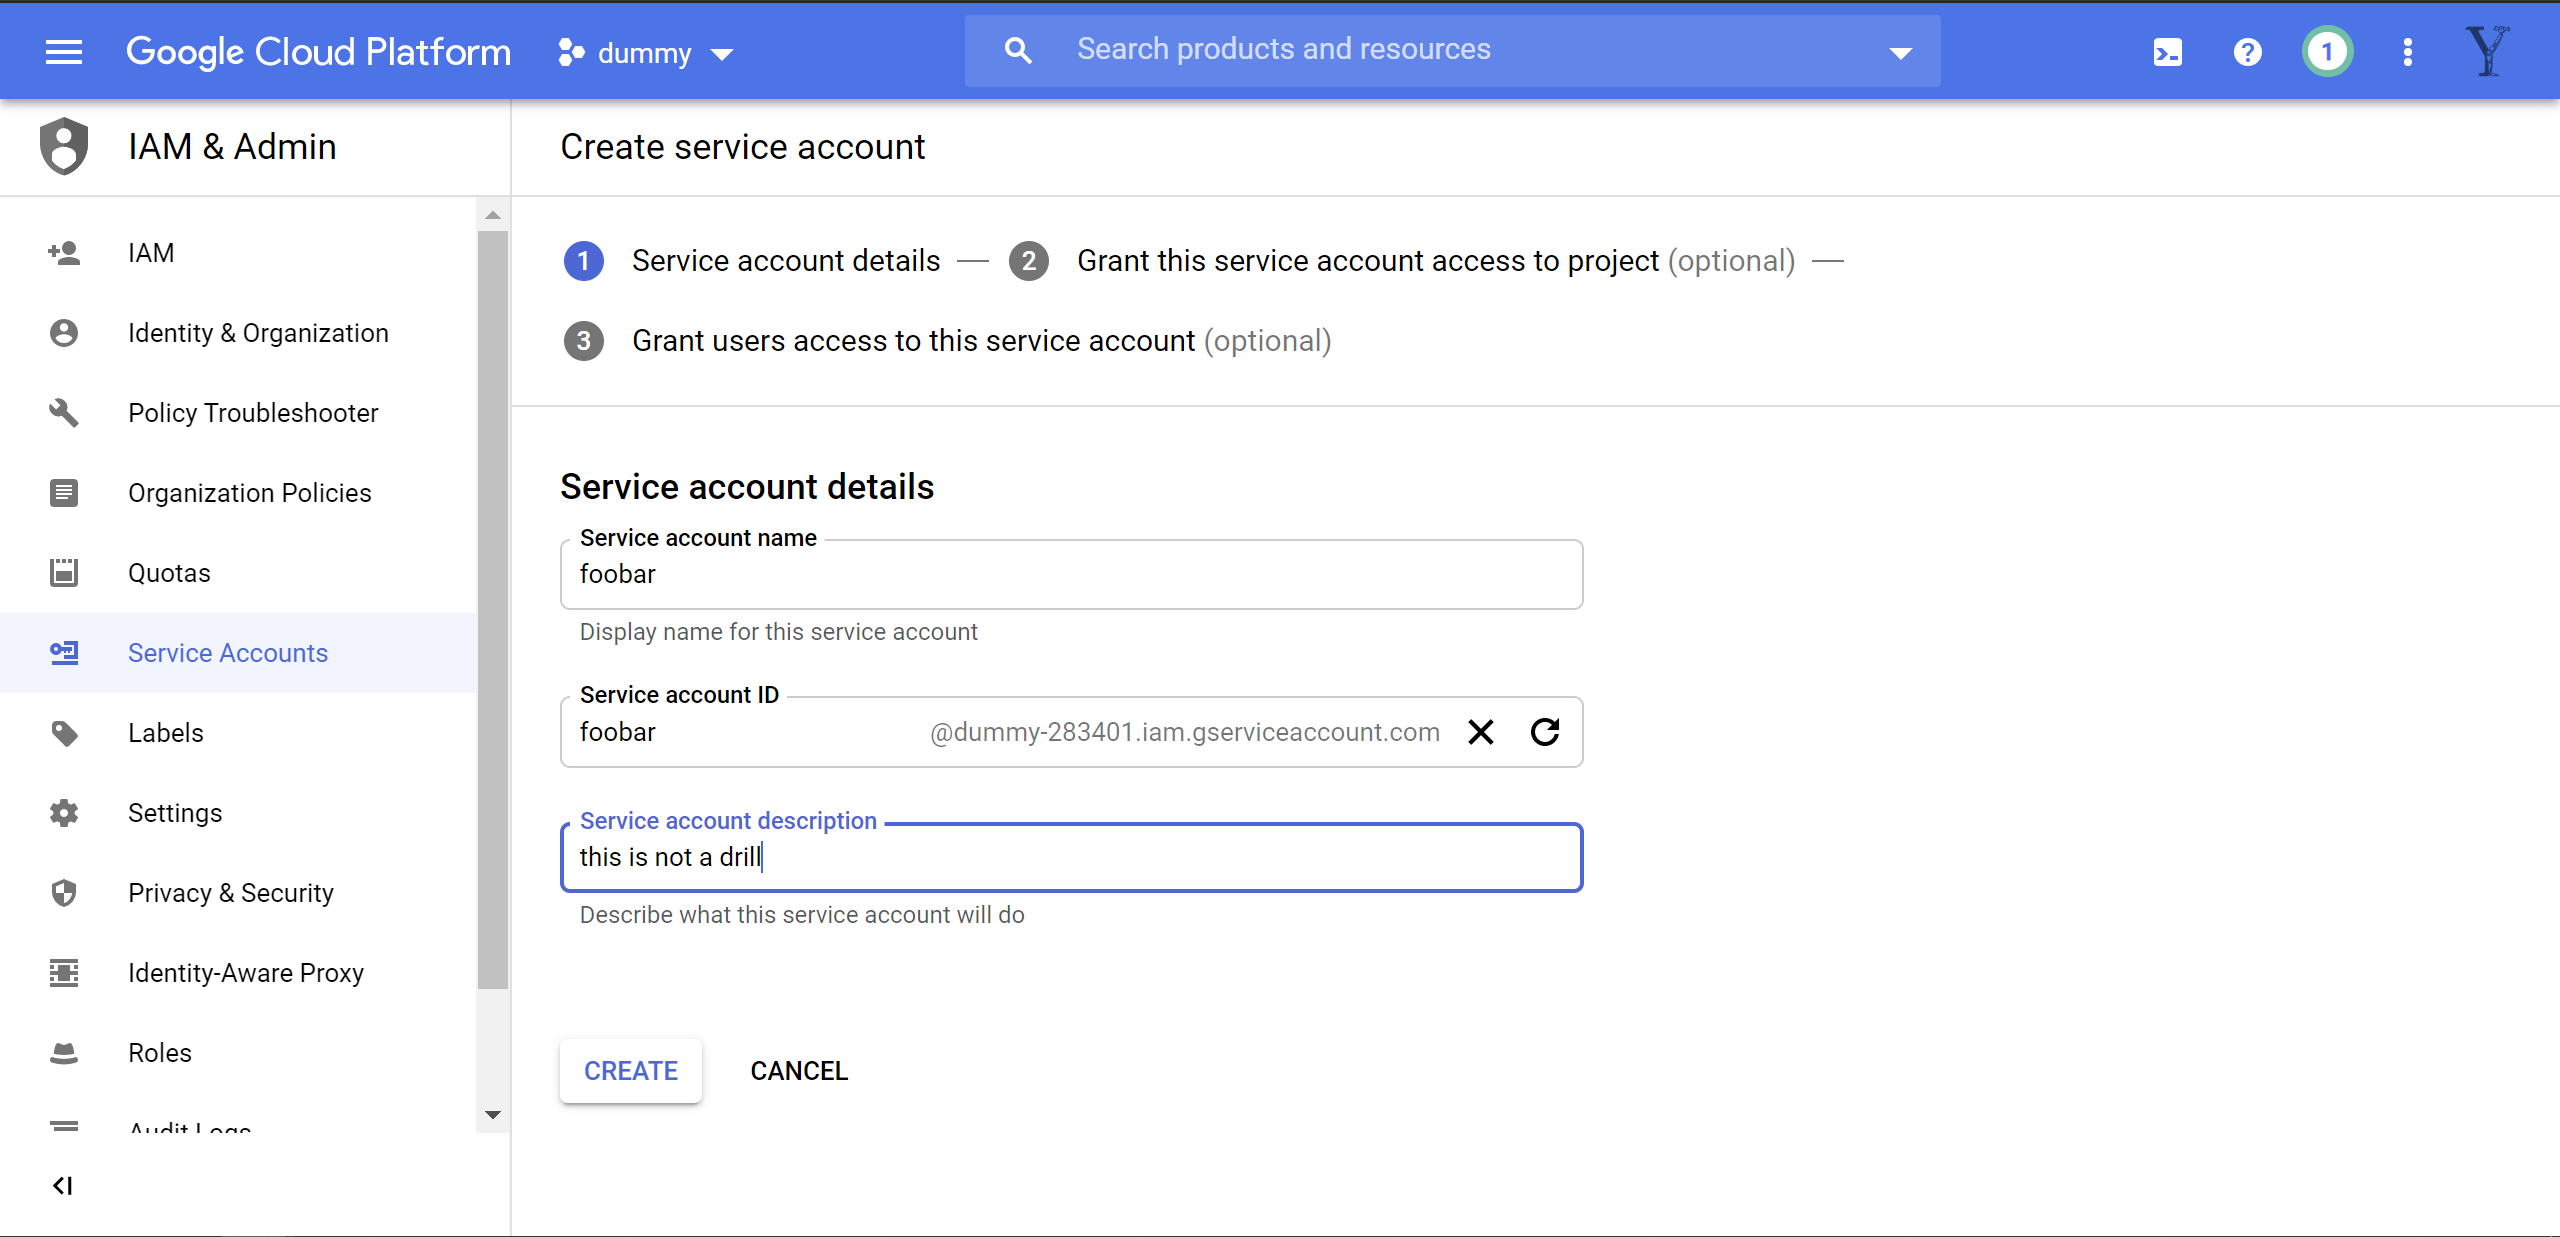 Google Cloud Platform
dummy
Search products and resources
1
IAM & Admin
Create service account
IAM
Identity & Organization
Policy Troubleshooter
Organization Policies
Quotas
Service Accounts
Labels
Settings
Privacy & Security
Identity-Aware Proxy
Roles
Audit Logs
1 Service account details — 2 Grant this service account access to project (optional) —
3 Grant users access to this service account (optional)
Service account details
Service account name
foobar
Display name for this service account
Service account ID
foobar @dummy-283401.iam.gserviceaccount.com
Service account description
this is not a drill
Describe what this service account will do
CREATE CANCEL